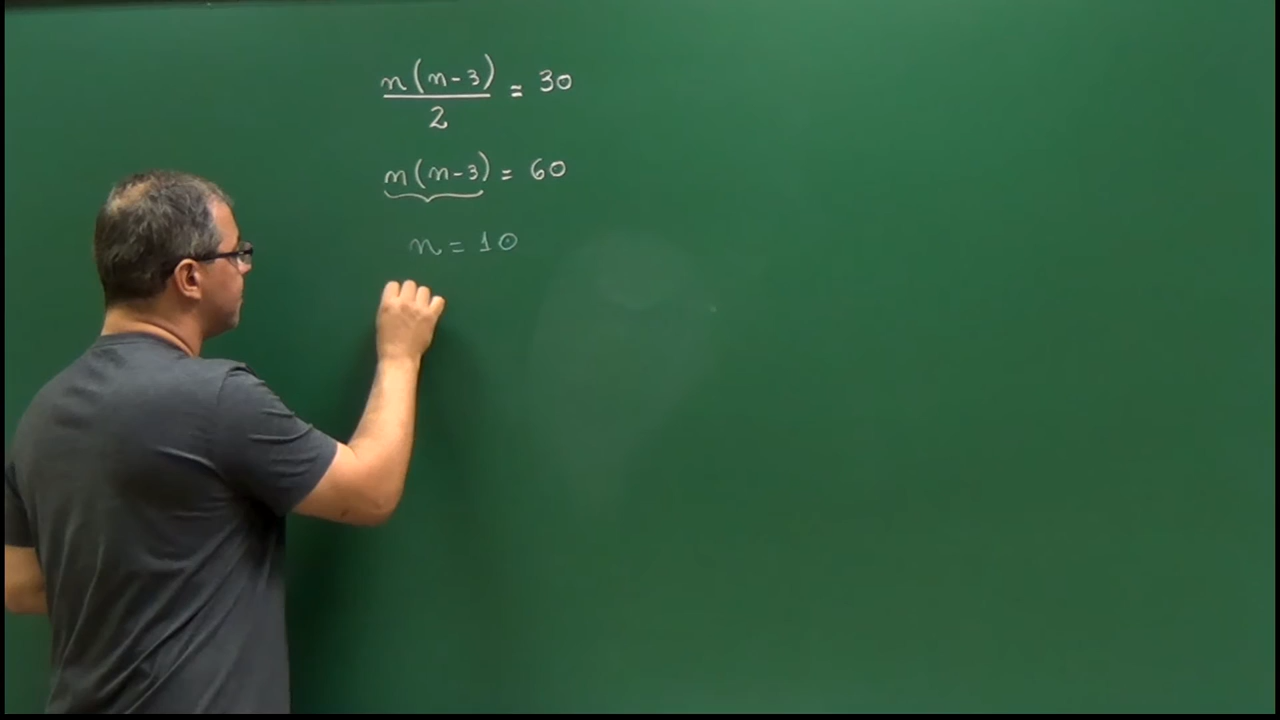 n(n-3)/2 = 30
n(n-3) = 60
n = 10